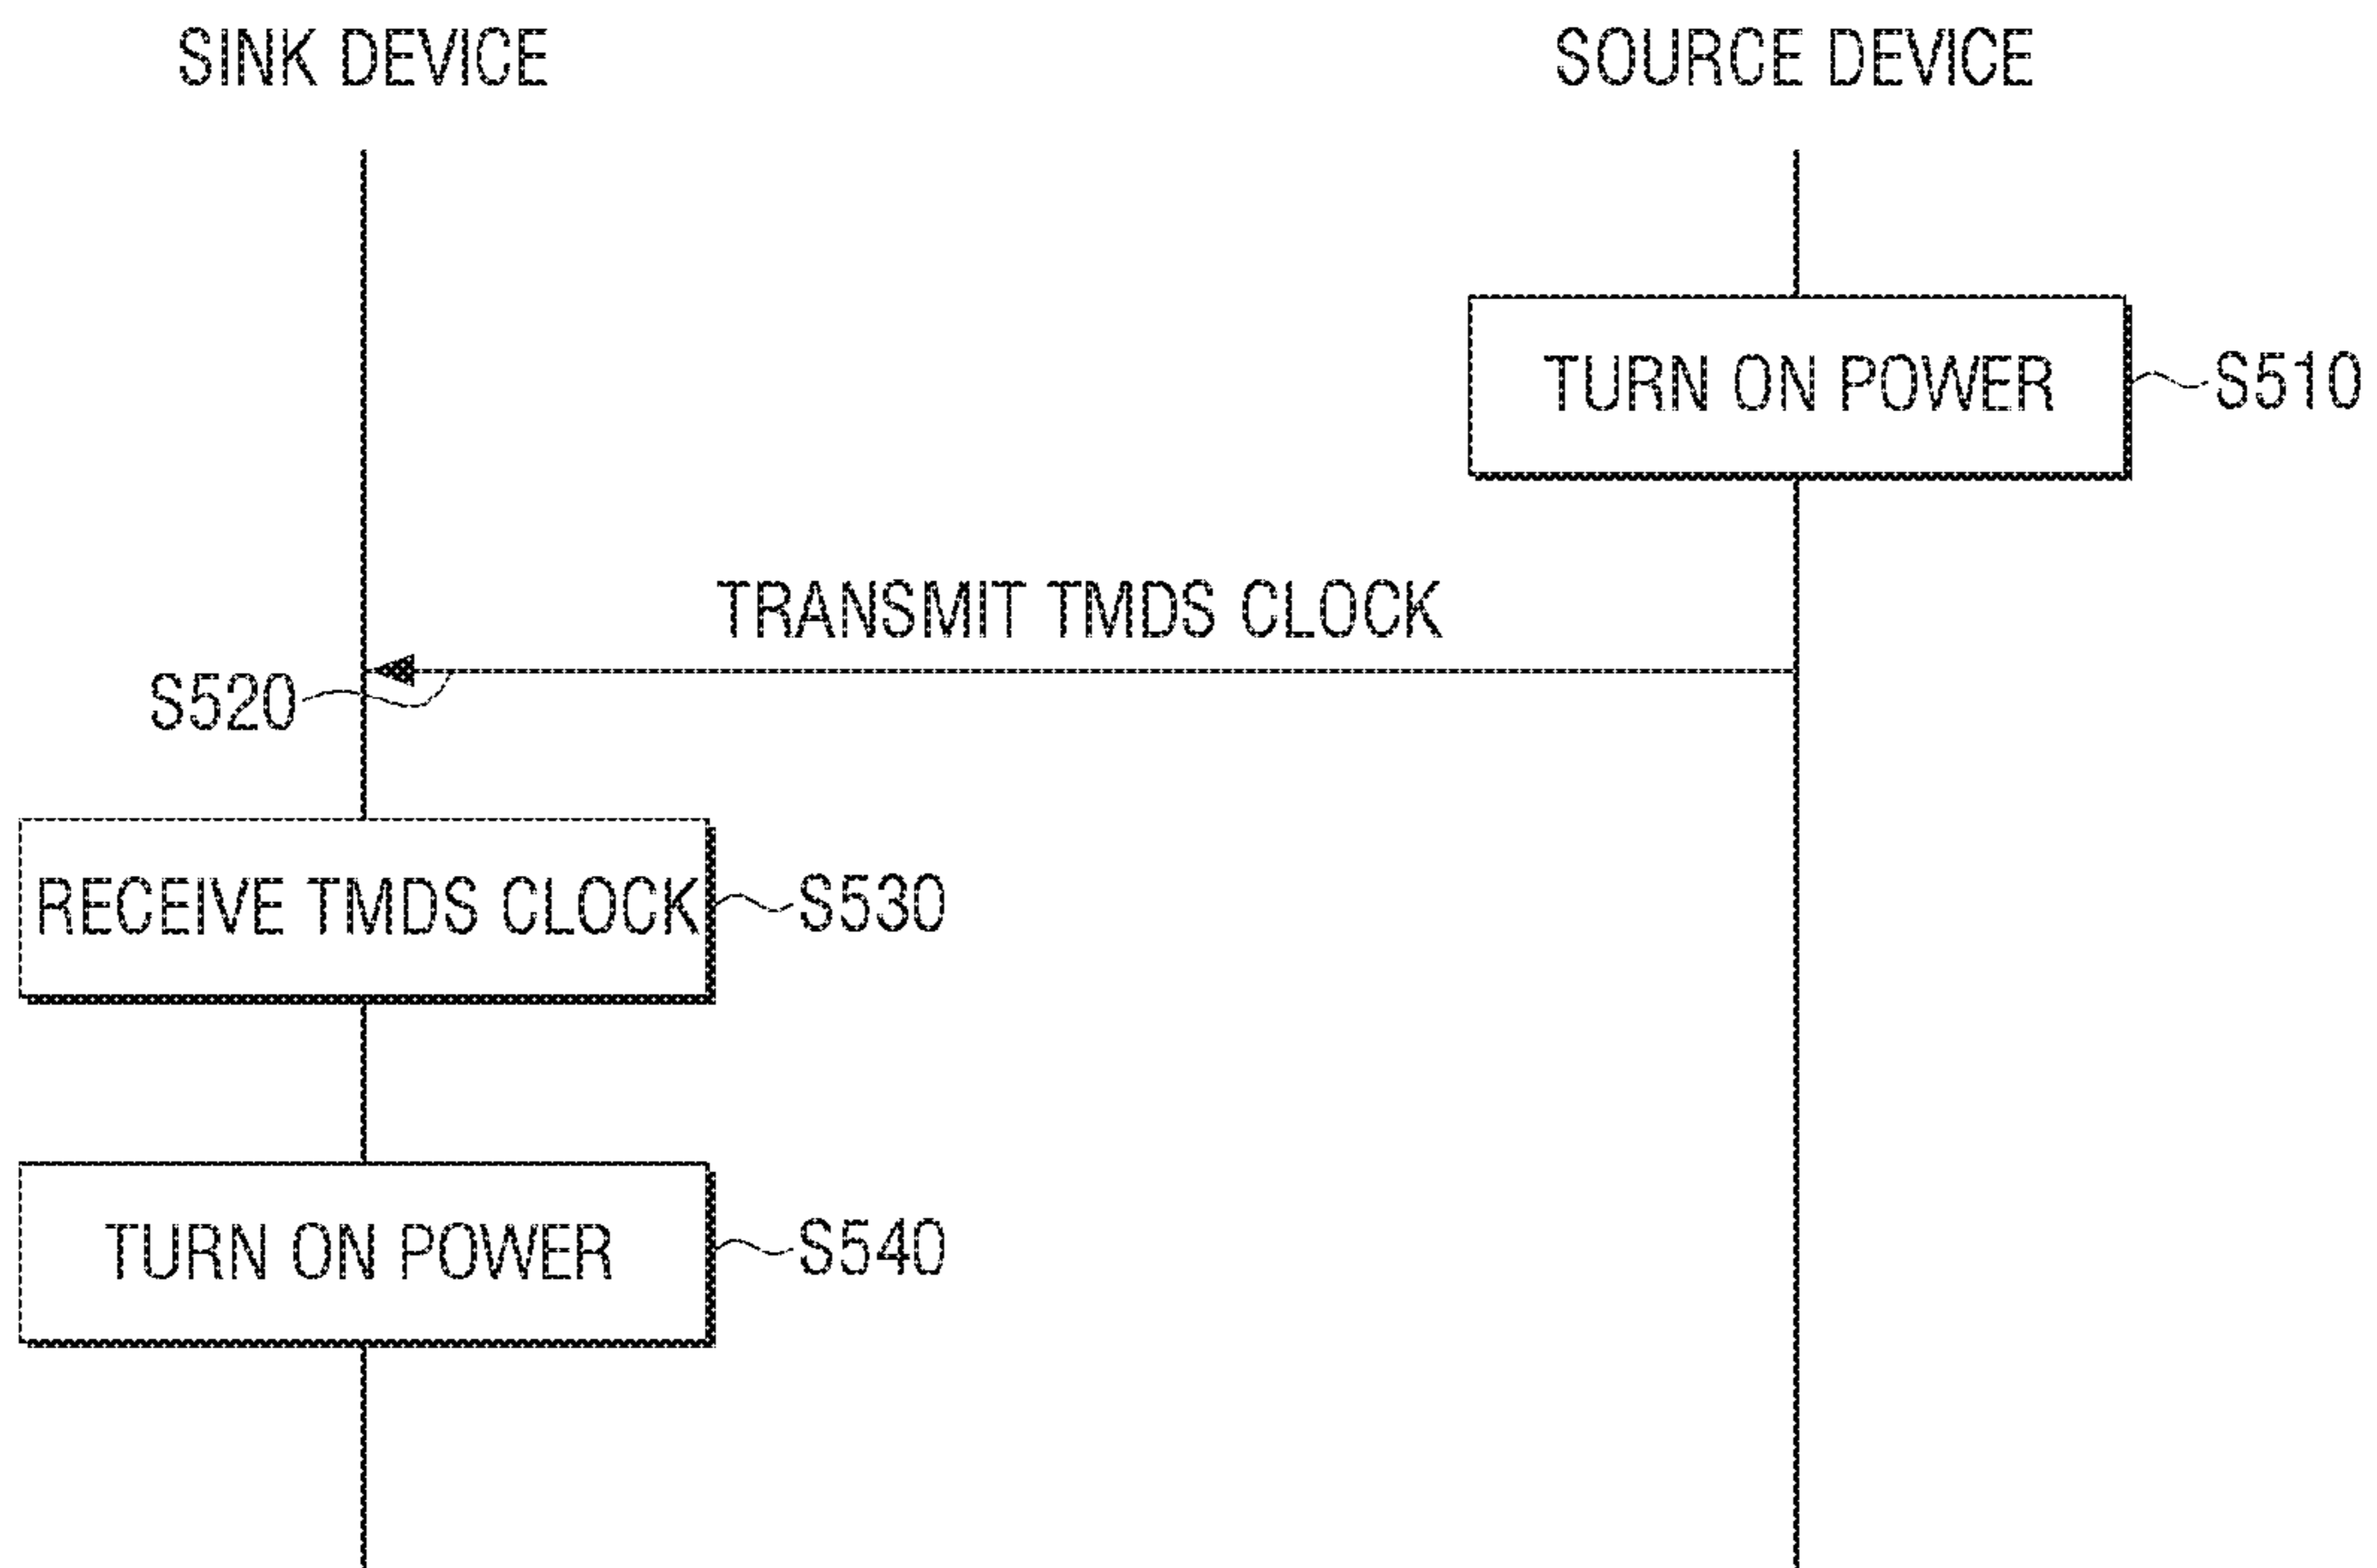 SINK DEVICE
SOURCE DEVICE
TURN ON POWER
S510
TRANSMIT TMDS CLOCK
S520
RECEIVE TMDS CLOCK
S530
TURN ON POWER
S540